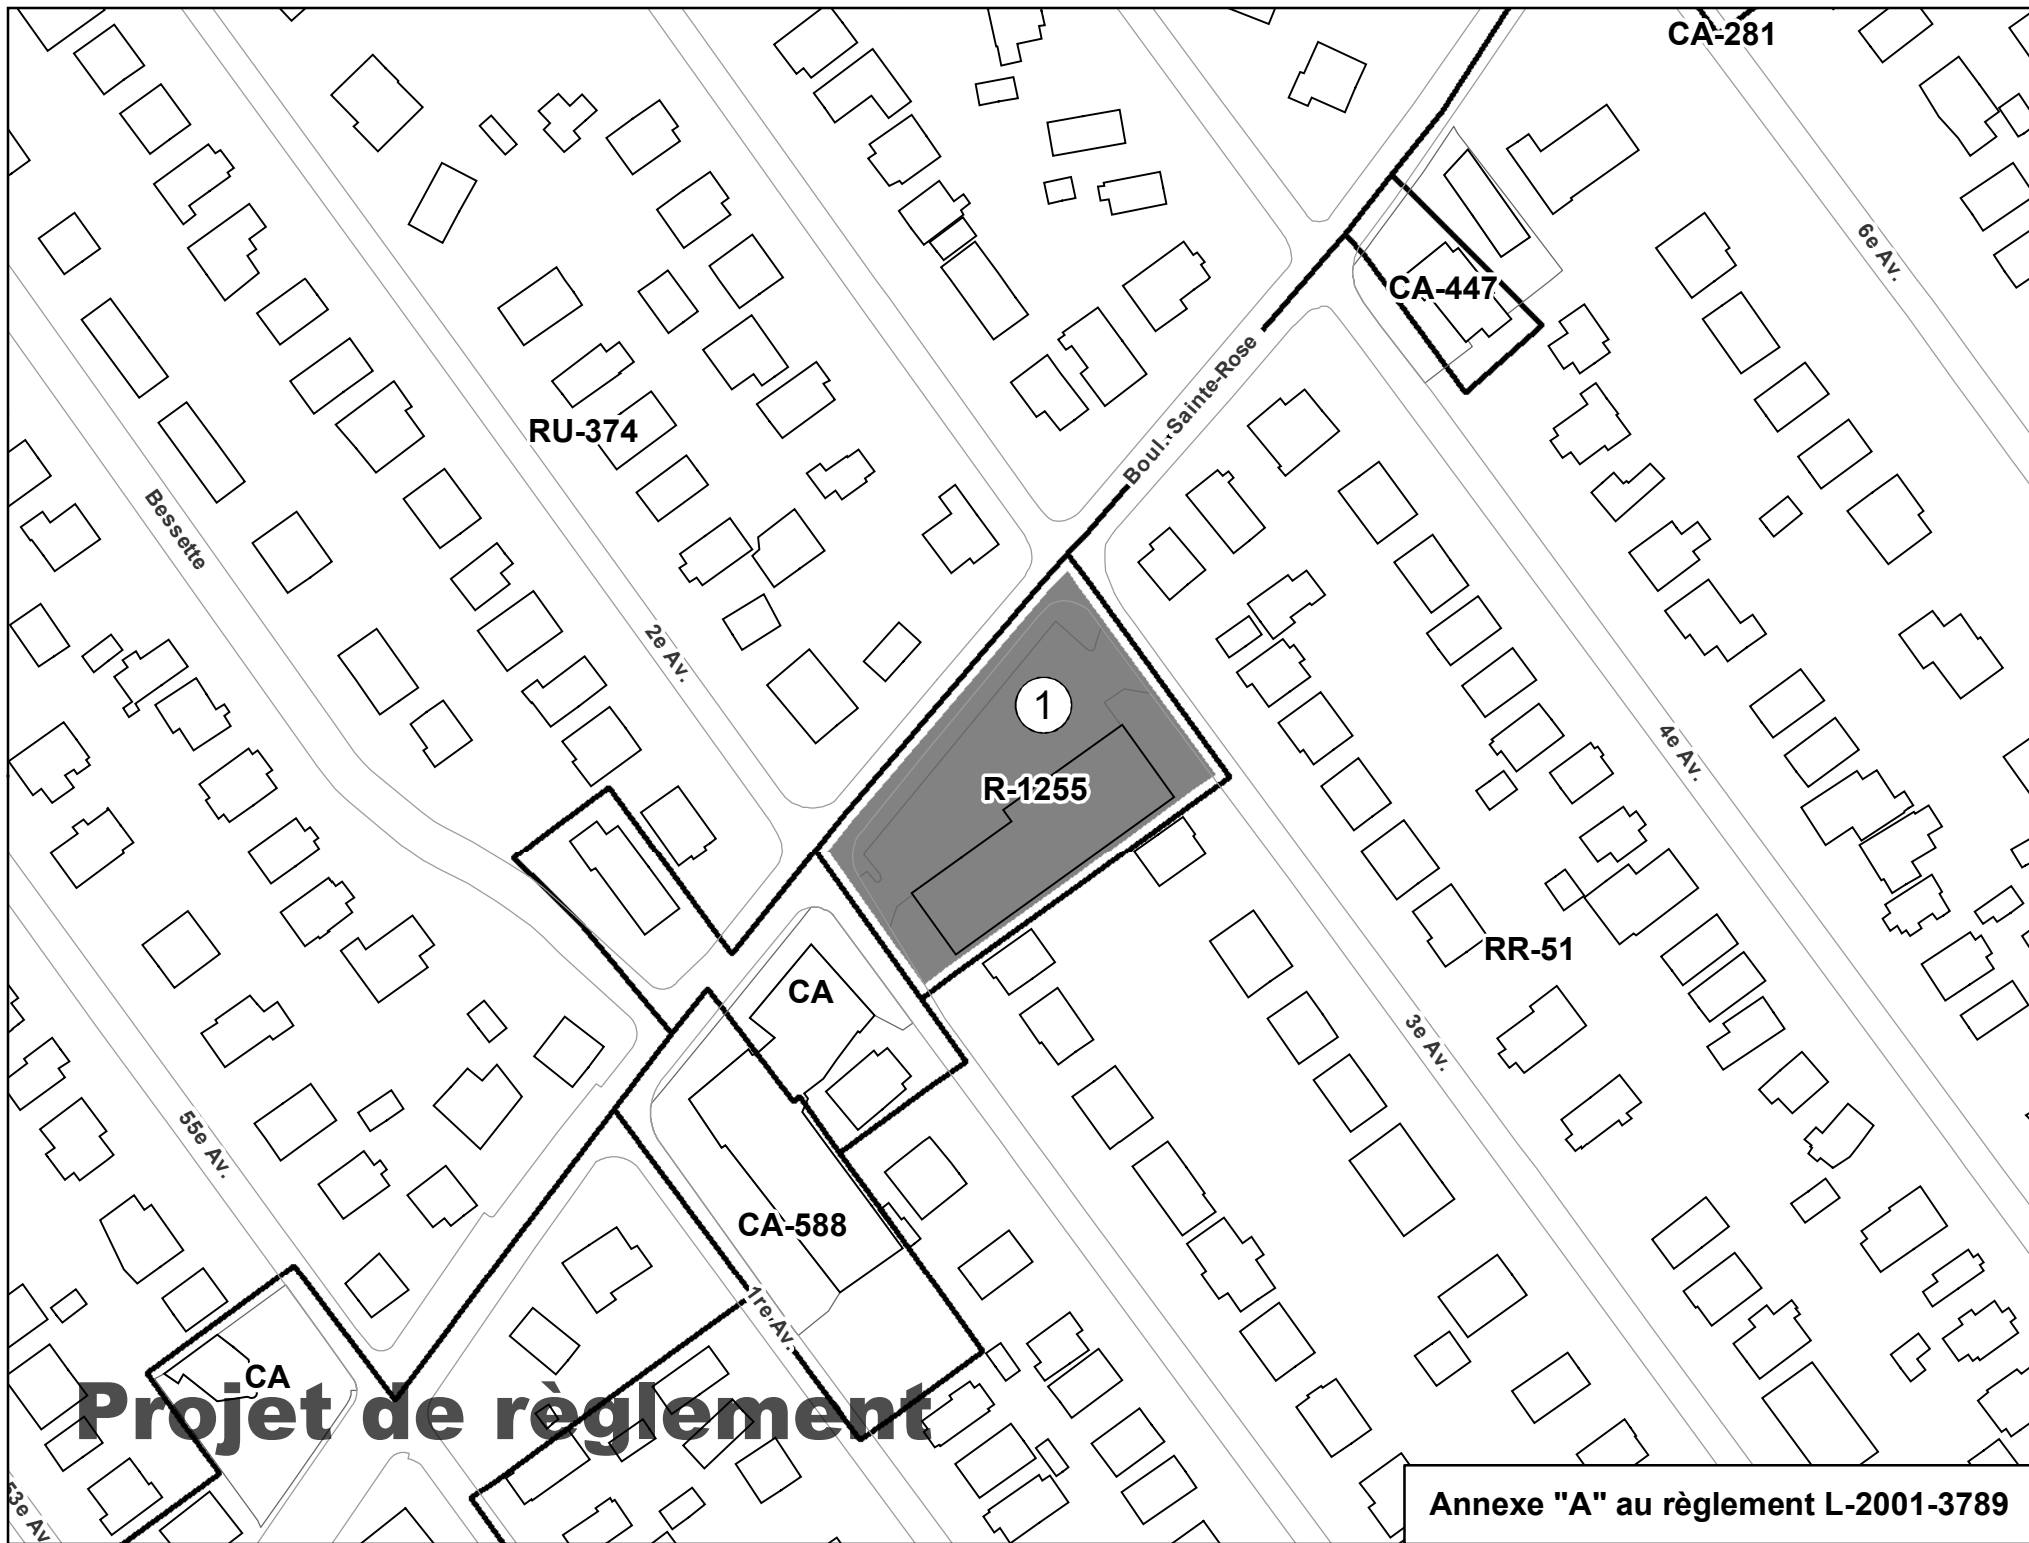 CA-281
6e Av.
CA-447
Boul. Sainte-Rose
RU-374
Bessette
2e Av.
1
R-1255
4e Av.
RR-51
CA
3e Av.
55e Av.
CA-588
1re Av.
CA
Projet de règlement
53e Av
Annexe "A" au règlement L-2001-3789